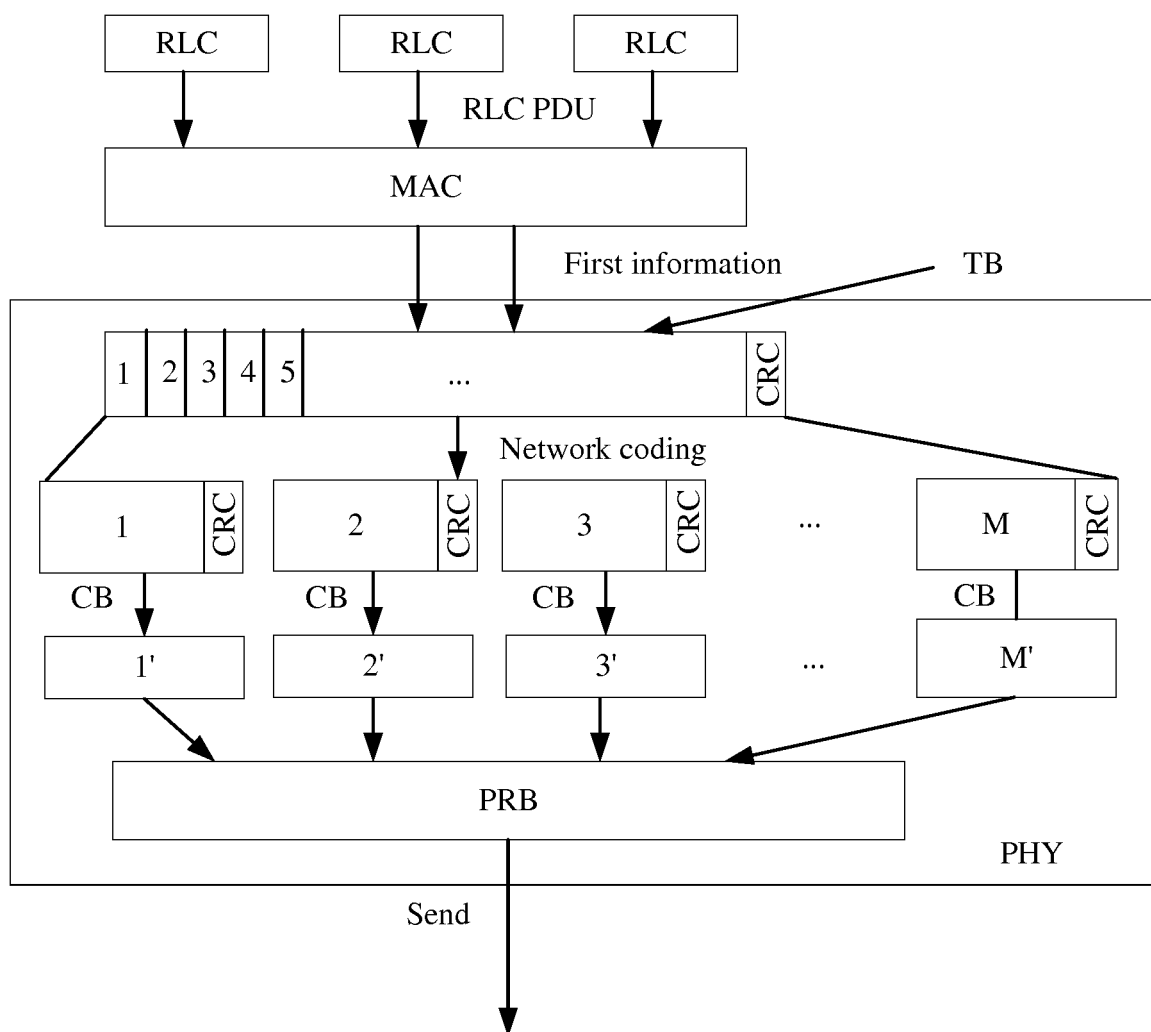 RLC RLC RLC
RLC PDU
MAC
First information TB
1 2 3 4 5 ... CRC
Network coding
1 CRC 2 CRC 3 CRC ... M CRC
CB CB CB CB
1' 2' 3' ... M'
PRB
PHY
Send